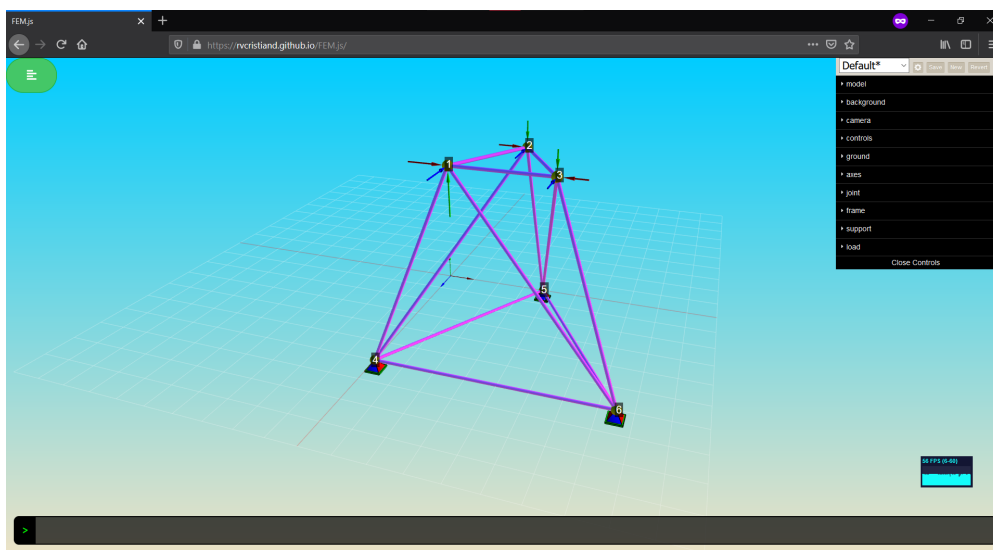 FEM.js
https://rvcristiand.github.io/FEM.js/
Default*
Save New Revert
model
background
camera
controls
ground
axes
joint
frame
support
load
Close Controls
2
1
3
5
4
6
56 FPS (6-60)
>